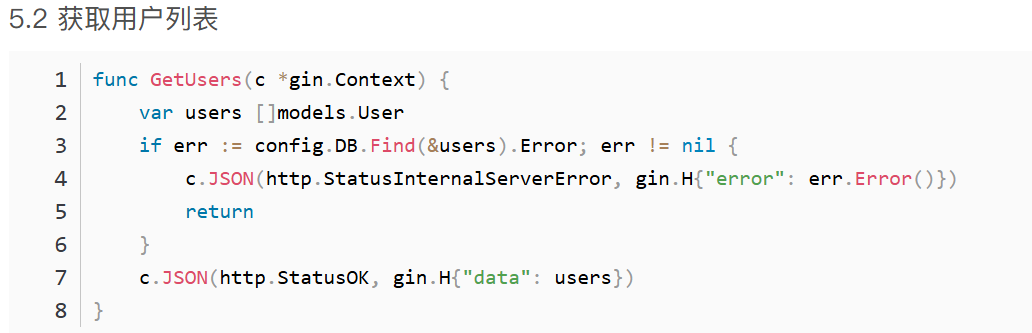 5.2 获取用户列表
1 func GetUsers(c *gin.Context) {
2     var users []models.User
3     if err := config.DB.Find(&users).Error; err != nil {
4         c.JSON(http.StatusInternalServerError, gin.H{"error": err.Error()})
5         return
6     }
7     c.JSON(http.StatusOK, gin.H{"data": users})
8 }